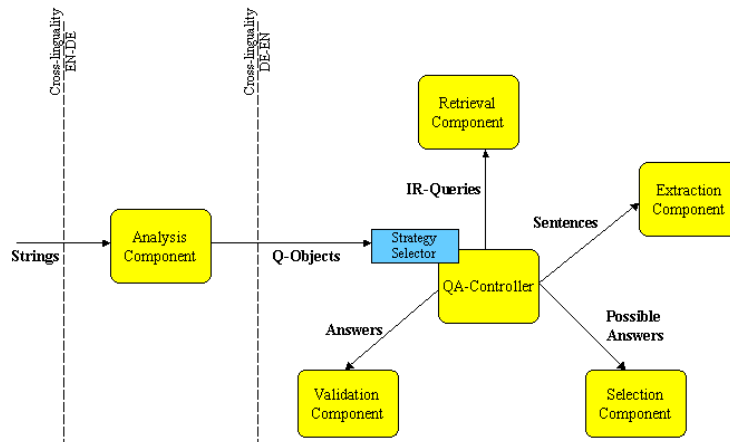 Cross-linguality
EN-DE
Cross-linguality
DE-EN
Retrieval
Component
IR-Queries
Extraction
Component
Sentences
Analysis
Component
Strings
Q-Objects
Strategy
Selector
QA-Controller
Answers
Possible
Answers
Validation
Component
Selection
Component